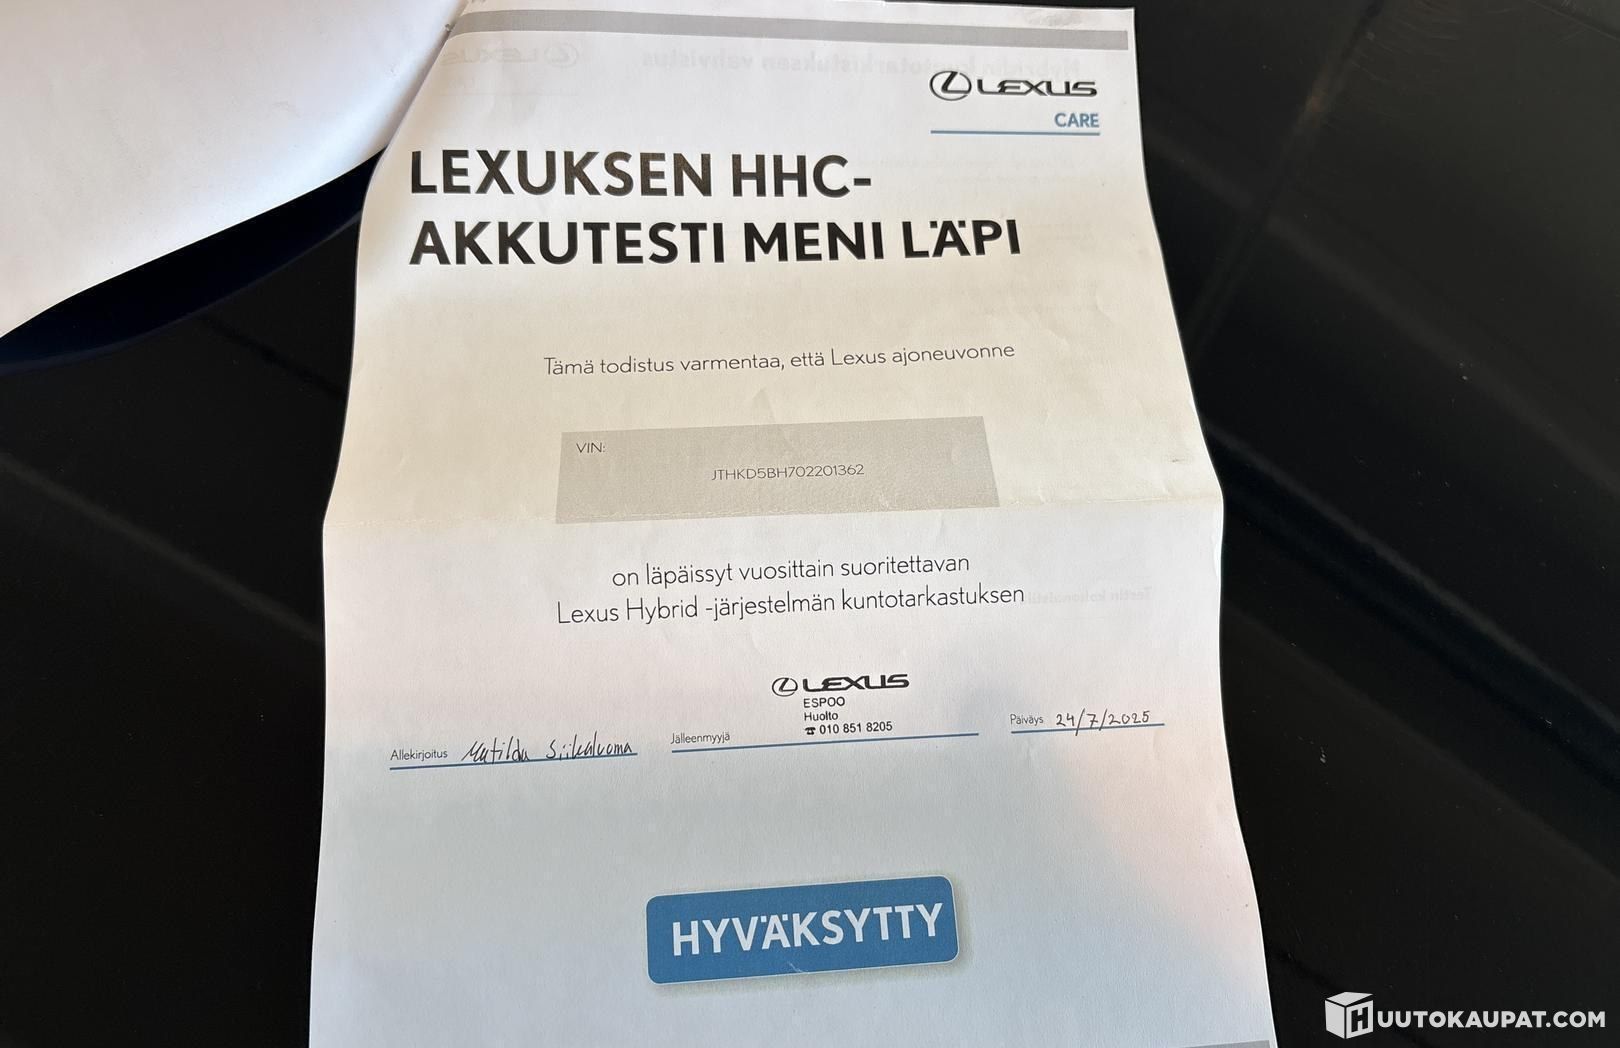 LEXUS
CARE
LEXUKSEN HHC-
AKKUTESTI MENI LÄPI
Tämä todistus varmentaa, että Lexus ajoneuvonne
VIN:
JTHKD5BH702201362
on läpäissyt vuosittain suoritettavan
Lexus Hybrid -järjestelmän kuntotarkastuksen
LEXUS
ESPOO
Huolto
☎ 010 851 8205
Allekirjoitus Matilda Siikaluoma
Jälleenmyyjä
Päiväys 24/7/2025
HYVÄKSYTTY
HUUTOKAUPAT.COM